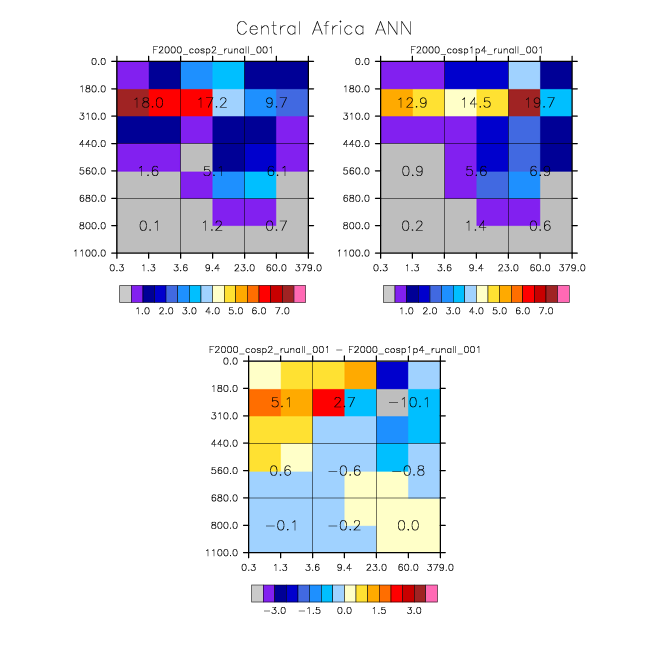 Central Africa ANN
F2000_cosp2_runall_001
F2000_cosp1p4_runall_001
0.0
180.0
310.0
440.0
560.0
680.0
800.0
1100.0
18.0 17.2 9.7
1.6 5.1 6.1
0.1 1.2 0.7
0.3 1.3 3.6 9.4 23.0 60.0 379.0
1.0 2.0 3.0 4.0 5.0 6.0 7.0
0.0
180.0
310.0
440.0
560.0
680.0
800.0
1100.0
12.9 14.5 19.7
0.9 5.6 6.9
0.2 1.4 0.6
0.3 1.3 3.6 9.4 23.0 60.0 379.0
1.0 2.0 3.0 4.0 5.0 6.0 7.0
F2000_cosp2_runall_001 − F2000_cosp1p4_runall_001
0.0
180.0
310.0
440.0
560.0
680.0
800.0
1100.0
5.1 2.7 −10.1
0.6 −0.6 −0.8
−0.1 −0.2 0.0
0.3 1.3 3.6 9.4 23.0 60.0 379.0
−3.0 −1.5 0.0 1.5 3.0